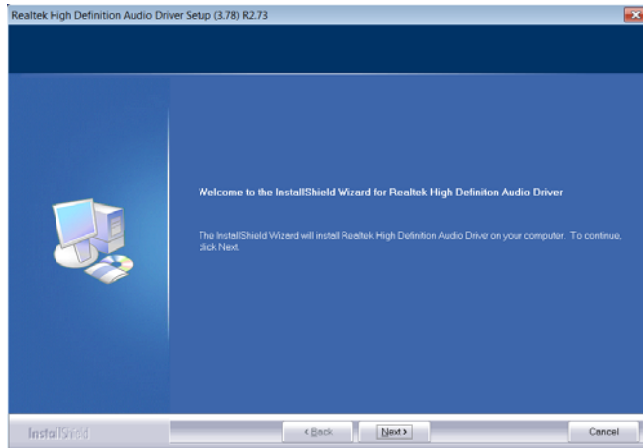 Realtek High Definition Audio Driver Setup (3.78) R2.73
Welcome to the InstallShield Wizard for Realtek High Definiton Audio Driver
The InstallShield Wizard will install Realtek High Definition Audio Drive on your computer. To continue,
click Next.
InstallShield
< Back
Next >
Cancel